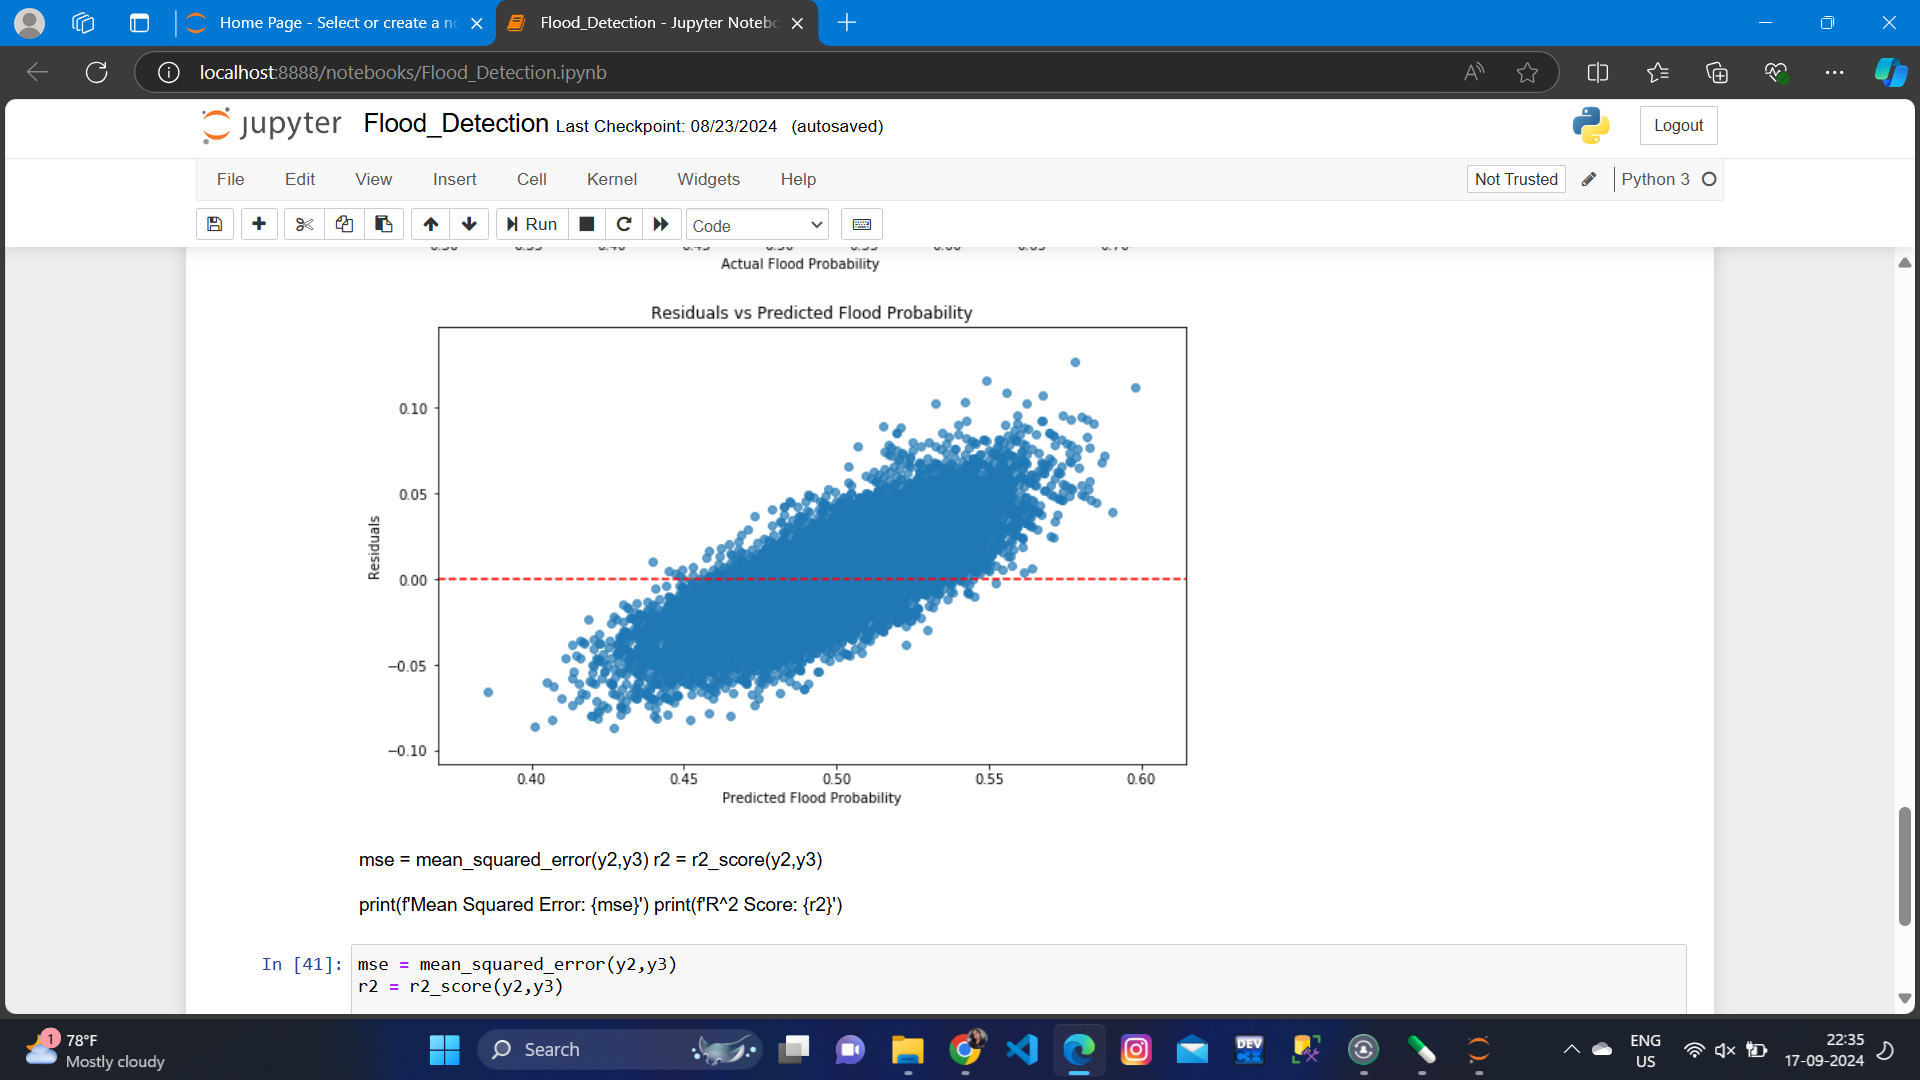 Home Page - Select or create a no
Flood_Detection - Jupyter Notebo
localhost:8888/notebooks/Flood_Detection.ipynb
jupyter Flood_Detection Last Checkpoint: 08/23/2024 (autosaved)
Logout
File Edit View Insert Cell Kernel Widgets Help
Not Trusted
Python 3
Run
Code
Actual Flood Probability
Residuals vs Predicted Flood Probability
0.10
0.05
0.00
−0.05
−0.10
Residuals
0.40 0.45 0.50 0.55 0.60
Predicted Flood Probability
mse = mean_squared_error(y2,y3) r2 = r2_score(y2,y3)
print(f'Mean Squared Error: {mse}') print(f'R^2 Score: {r2}')
In [41]:
mse = mean_squared_error(y2,y3)
r2 = r2_score(y2,y3)
1
78°F
Mostly cloudy
Search
DEV
C++
ENG
US
22:35
17-09-2024